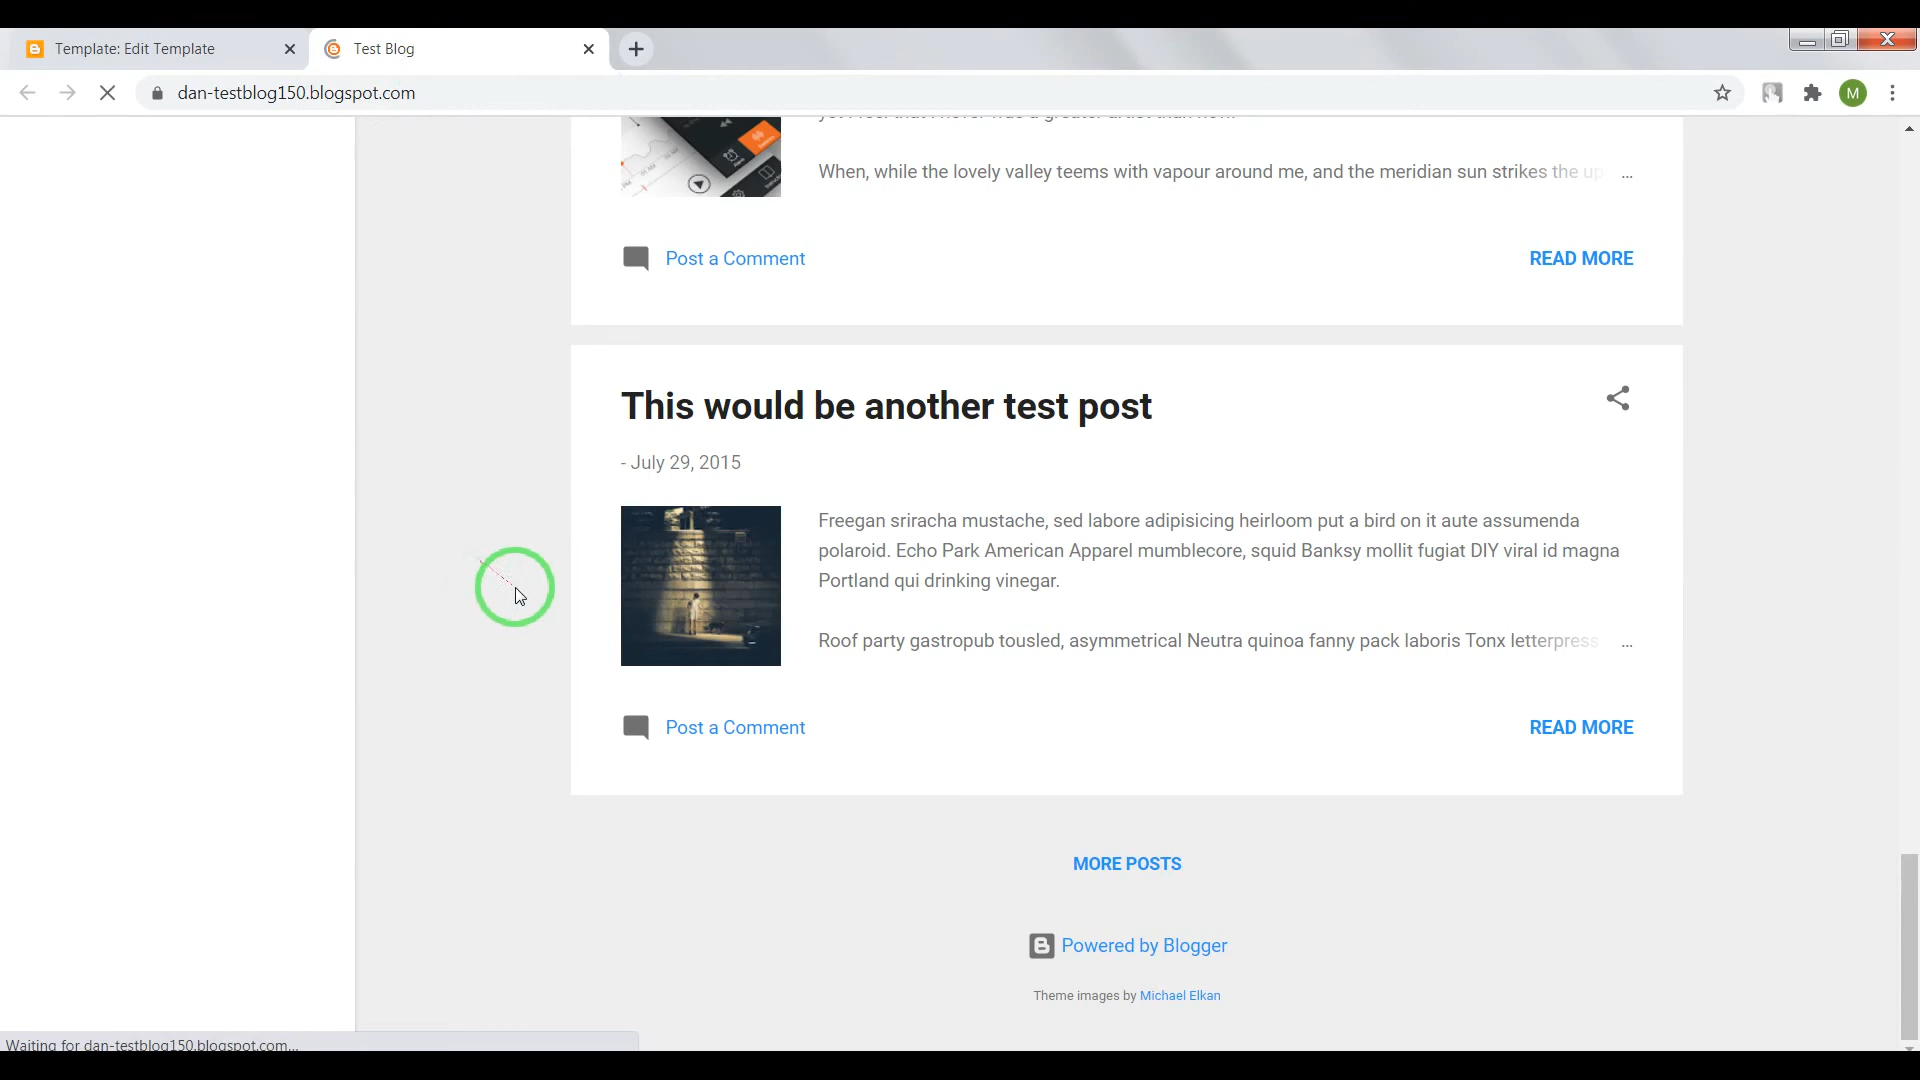 Template: Edit Template
Test Blog
dan-testblog150.blogspot.com
M
When, while the lovely valley teems with vapour around me, and the meridian sun strikes the up ...
Post a Comment
READ MORE
This would be another test post
- July 29, 2015
Freegan sriracha mustache, sed labore adipisicing heirloom put a bird on it aute assumenda
polaroid. Echo Park American Apparel mumblecore, squid Banksy mollit fugiat DIY viral id magna
Portland qui drinking vinegar.
Roof party gastropub tousled, asymmetrical Neutra quinoa fanny pack laboris Tonx letterpress ...
Post a Comment
READ MORE
MORE POSTS
Powered by Blogger
Theme images by Michael Elkan
Waiting for dan-testblog150.blogspot.com...